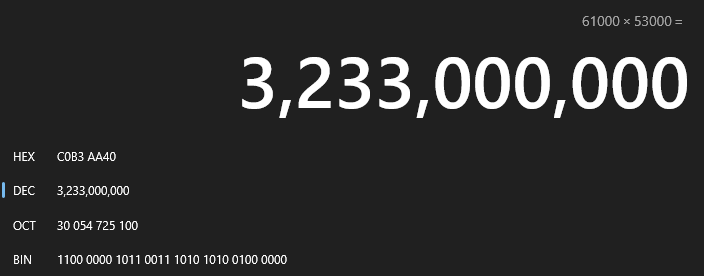 61000 × 53000 =
3,233,000,000
HEX C0B3 AA40
DEC 3,233,000,000
OCT 30 054 725 100
BIN 1100 0000 1011 0011 1010 1010 0100 0000